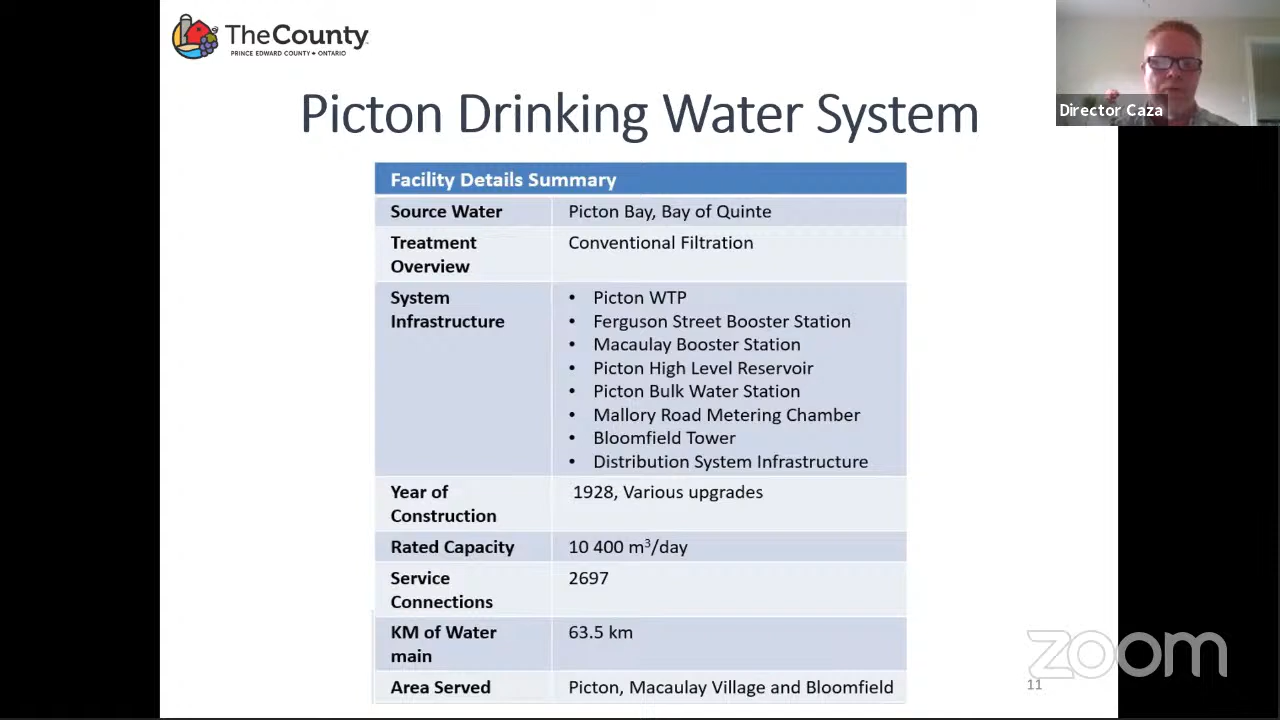 TheCounty
PRINCE EDWARD COUNTY • ONTARIO
Director Caza
Picton Drinking Water System
Facility Details Summary
Source Water
Picton Bay, Bay of Quinte
Treatment
Overview
Conventional Filtration
System
Infrastructure
• Picton WTP
• Ferguson Street Booster Station
• Macaulay Booster Station
• Picton High Level Reservoir
• Picton Bulk Water Station
• Mallory Road Metering Chamber
• Bloomfield Tower
• Distribution System Infrastructure
Year of
Construction
1928, Various upgrades
Rated Capacity
10 400 m³/day
Service
Connections
2697
KM of Water
main
63.5 km
Area Served
Picton, Macaulay Village and Bloomfield
zoom
11